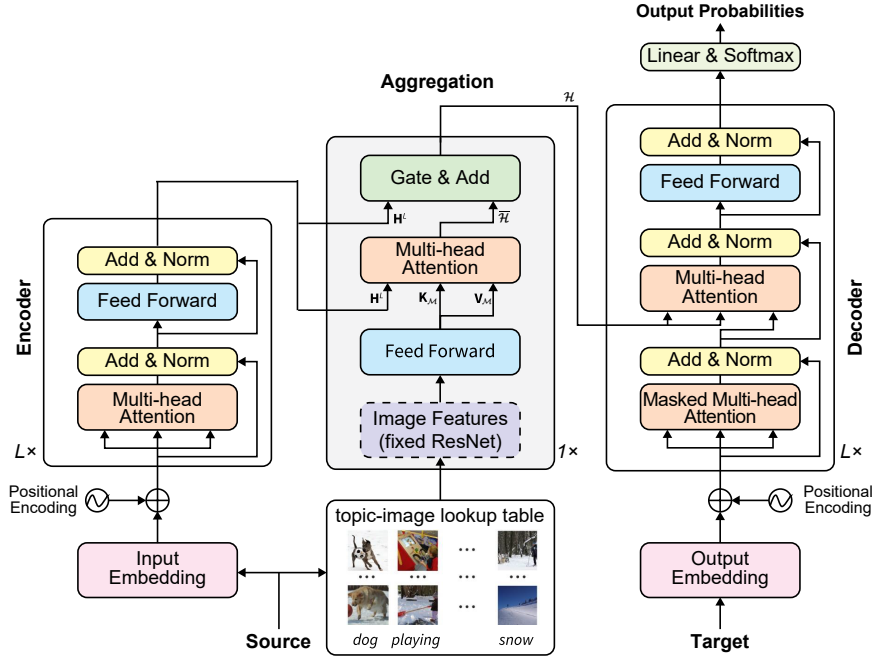 Output Probabilities
Linear & Softmax
Aggregation
ℋ
Add & Norm
Feed Forward
Add & Norm
Multi-head
Attention
Add & Norm
Masked Multi-head
Attention
Decoder
L×
Gate & Add
Hᴸ
ℋ̅
Multi-head
Attention
Hᴸ
K_ℳ
V_ℳ
Feed Forward
Image Features
(fixed ResNet)
1×
Encoder
Add & Norm
Feed Forward
Add & Norm
Multi-head
Attention
L×
Positional
Encoding
Positional
Encoding
topic-image lookup table
...
... ... ...
...
dog playing snow
Input
Embedding
Output
Embedding
Source
Target